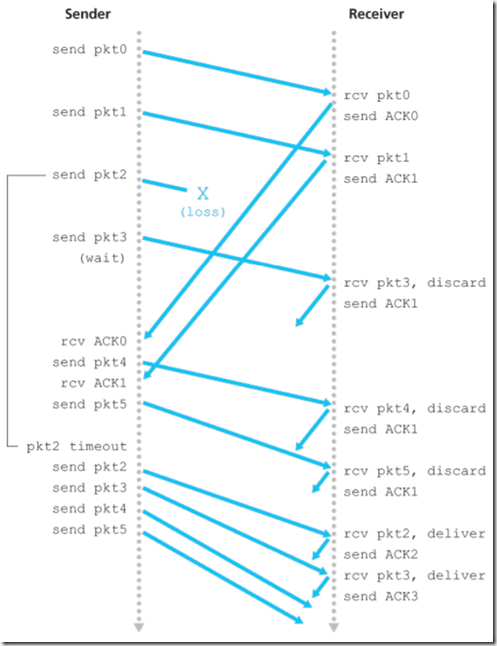 Sender
Receiver
send pkt0
rcv pkt0
send ACK0
send pkt1
rcv pkt1
send ACK1
send pkt2
X
(loss)
send pkt3
(wait)
rcv pkt3, discard
send ACK1
rcv ACK0
send pkt4
rcv ACK1
send pkt5
rcv pkt4, discard
send ACK1
pkt2 timeout
send pkt2
send pkt3
send pkt4
send pkt5
rcv pkt5, discard
send ACK1
rcv pkt2, deliver
send ACK2
rcv pkt3, deliver
send ACK3